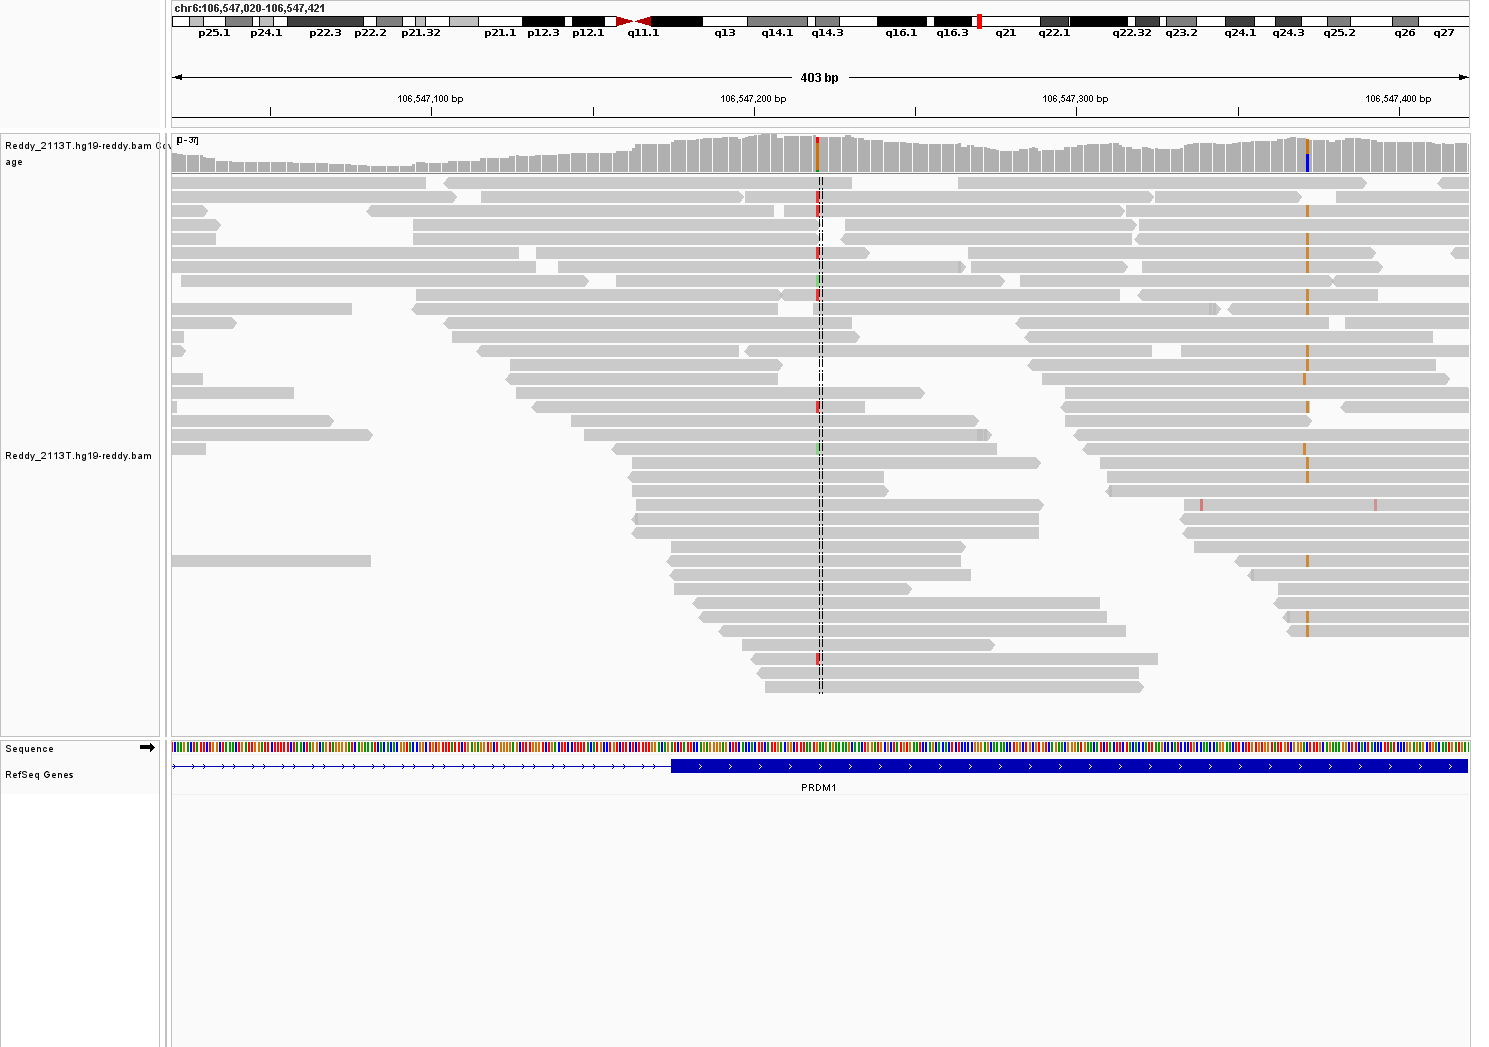 chr6:106,547,020-106,547,421
p25.1 p24.1 p22.3 p22.2 p21.32 p21.1 p12.3 p12.1 q11.1 q13 q14.1 q14.3 q16.1 q16.3 q21 q22.1 q22.32 q23.2 q24.1 q24.3 q25.2 q26 q27
403 bp
106,547,100 bp 106,547,200 bp 106,547,300 bp 106,547,400 bp
[0 - 37]
Reddy_2113T.hg19-reddy.bam Cov
age
Reddy_2113T.hg19-reddy.bam
Sequence
RefSeq Genes
PRDM1